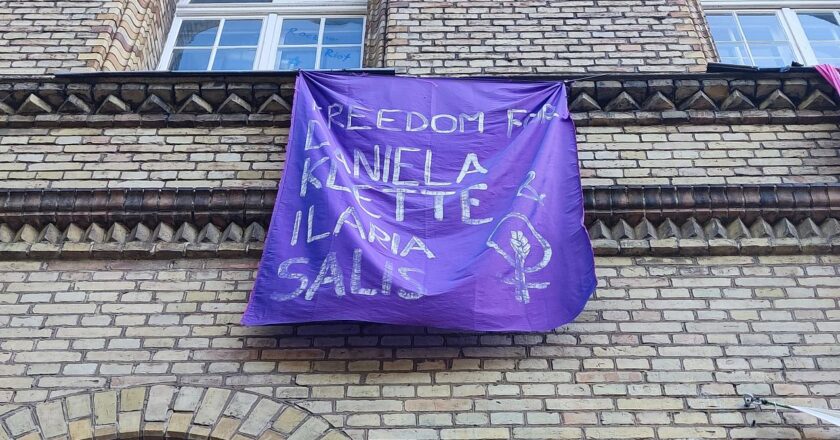 FREEDOM FOR
DANIELA
KLETTE &
ILARIA
SALIS